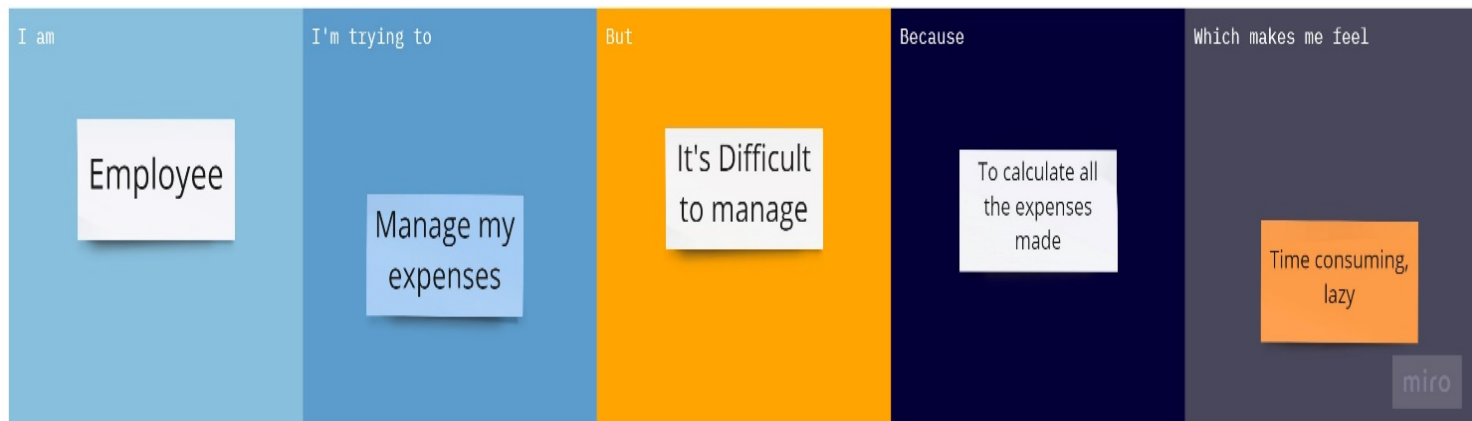 I am
Employee
I'm trying to
Manage my
expenses
But
It's Difficult
to manage
Because
To calculate all
the expenses
made
Which makes me feel
Time consuming,
lazy
miro